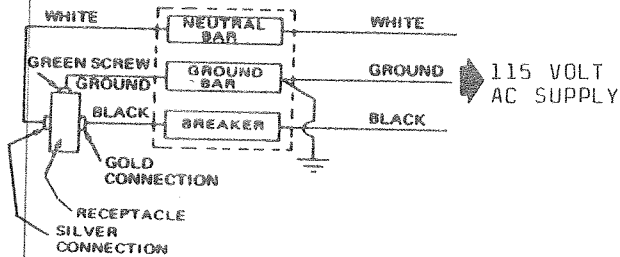 WHITE
NEUTRAL
BAR
WHITE
GREEN SCREW
GROUND
GROUND
BAR
GROUND
115 VOLT
AC SUPPLY
BLACK
BREAKER
BLACK
GOLD
CONNECTION
RECEPTACLE
SILVER
CONNECTION